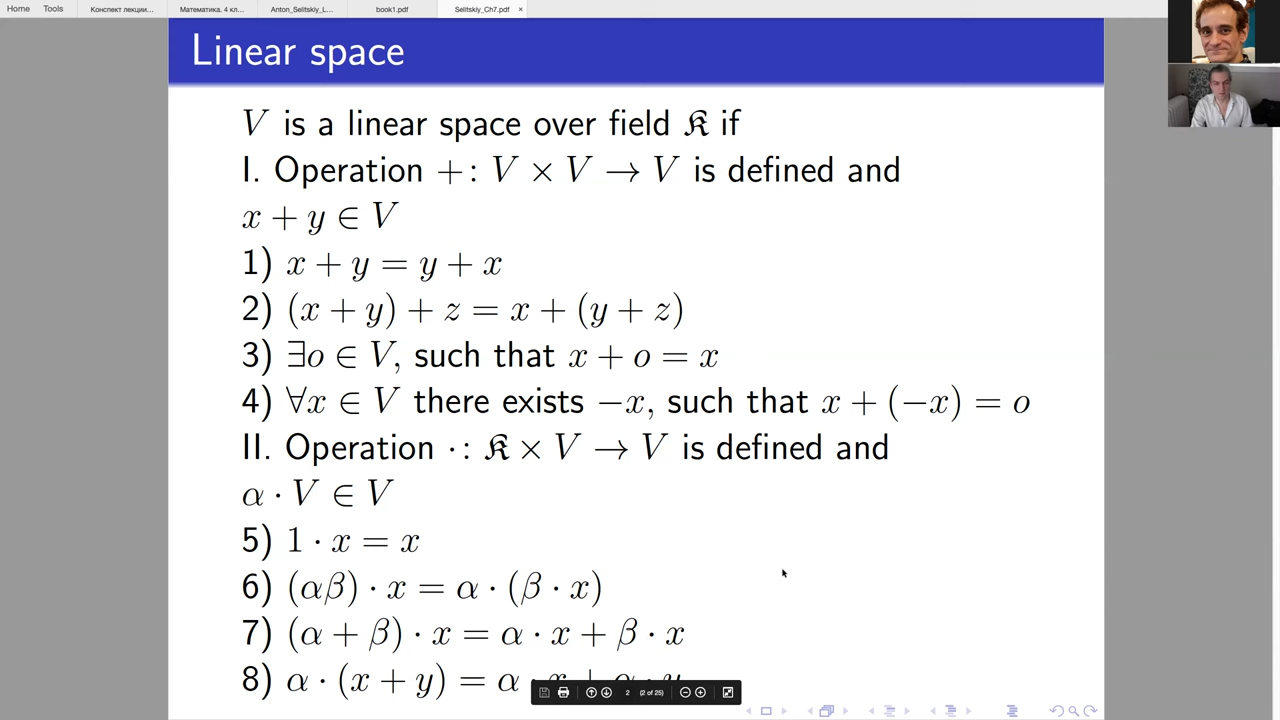 Home Tools Конспект лекции... Математика. 4 кл... Anton_Selitskiy_L... book1.pdf Selitskiy_Ch7.pdf ×
Linear space
V is a linear space over field 𝔎 if
I. Operation +: V × V → V is defined and
x + y ∈ V
1) x + y = y + x
2) (x + y) + z = x + (y + z)
3) ∃o ∈ V, such that x + o = x
4) ∀x ∈ V there exists −x, such that x + (−x) = o
II. Operation ·: 𝔎 × V → V is defined and
α · V ∈ V
5) 1 · x = x
6) (αβ) · x = α · (β · x)
7) (α + β) · x = α · x + β · x
8) α · (x + y) = α · x + α · y
2 (2 of 25)